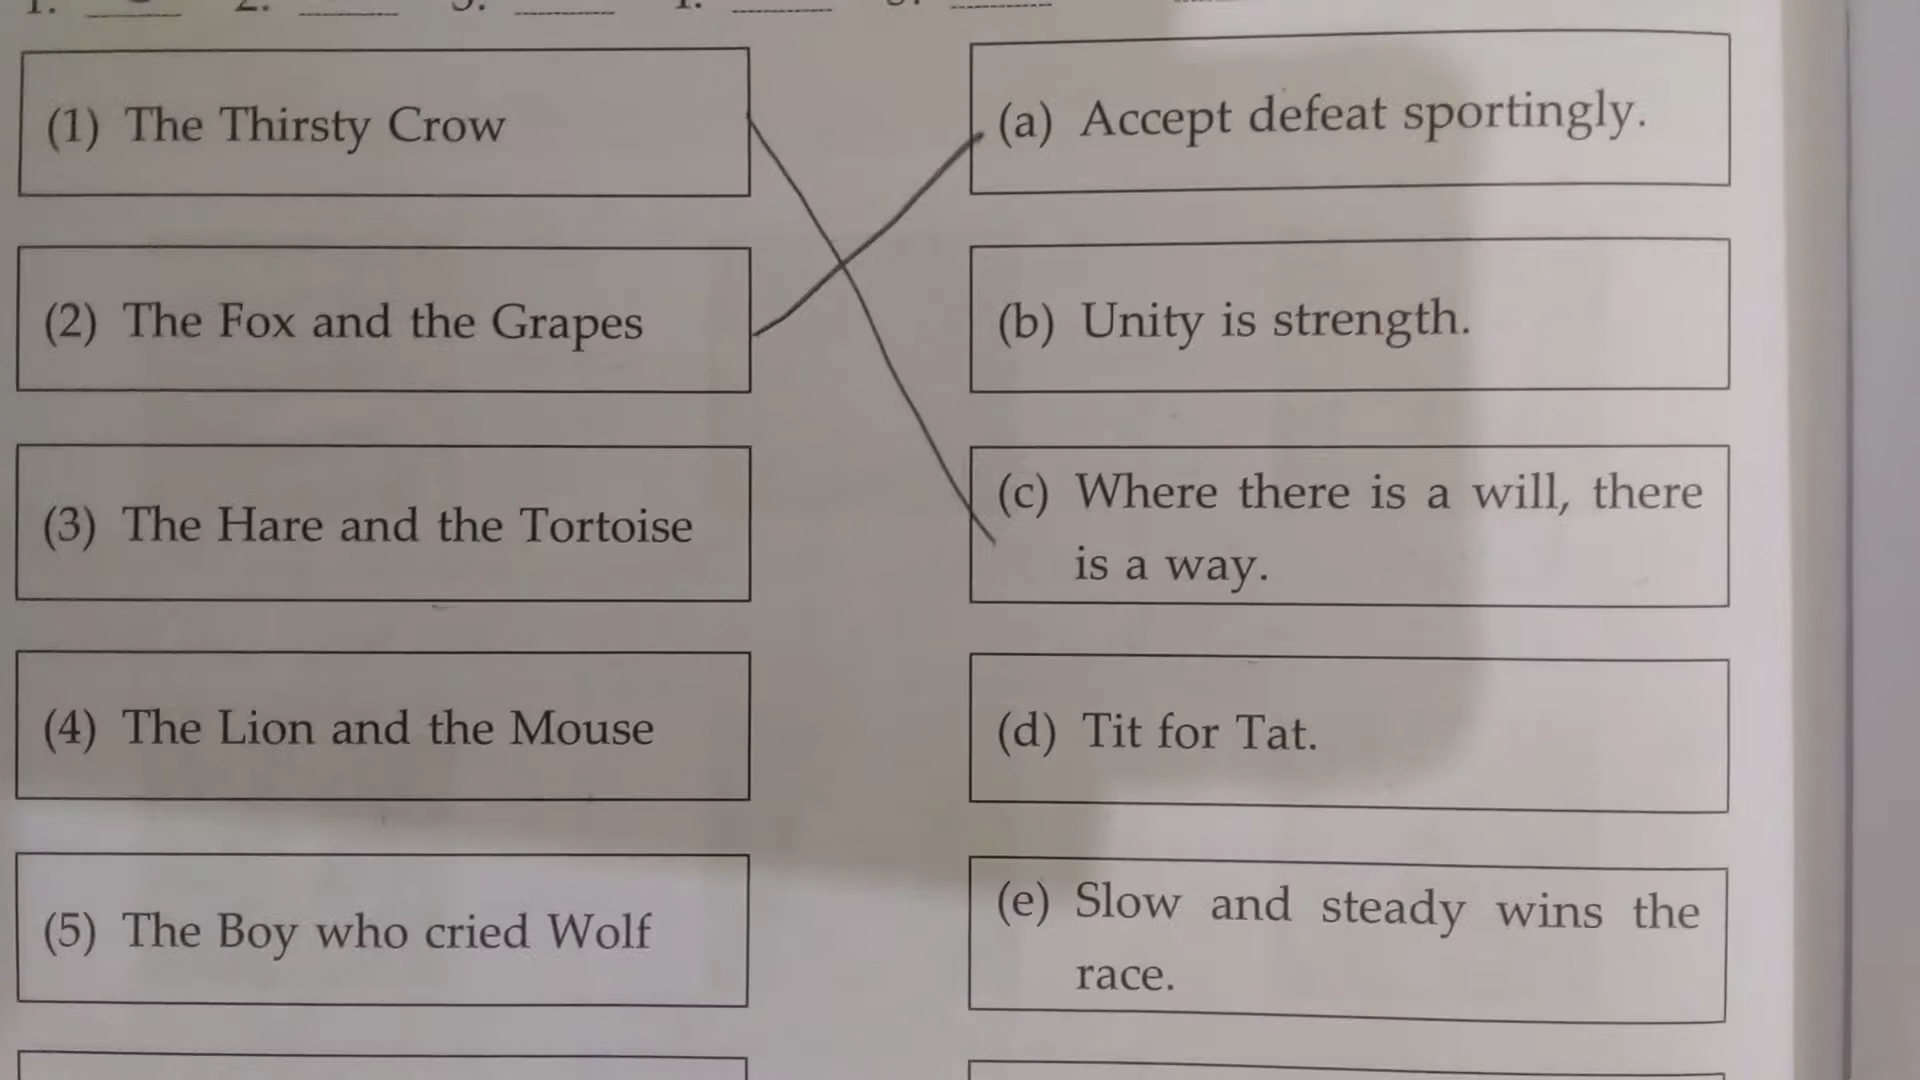 (1) The Thirsty Crow
(a) Accept defeat sportingly.
(2) The Fox and the Grapes
(b) Unity is strength.
(3) The Hare and the Tortoise
(c) Where there is a will, there
is a way.
(4) The Lion and the Mouse
(d) Tit for Tat.
(5) The Boy who cried Wolf
(e) Slow and steady wins the
race.